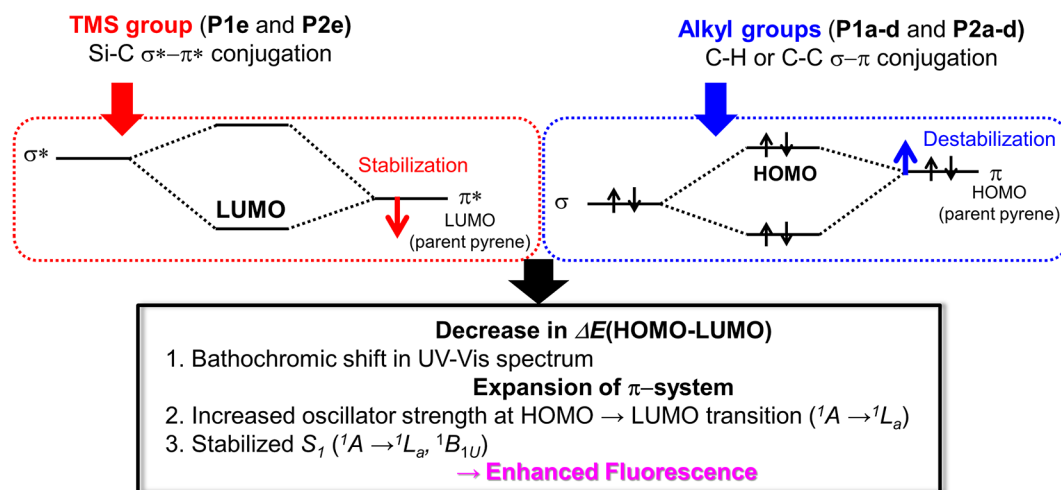 TMS group (P1e and P2e)
Si-C σ*−π* conjugation
Alkyl groups (P1a-d and P2a-d)
C-H or C-C σ−π conjugation
σ*
LUMO
Stabilization
π*
LUMO
(parent pyrene)
σ
HOMO
Destabilization
π
HOMO
(parent pyrene)
Decrease in ΔE(HOMO-LUMO)
1. Bathochromic shift in UV-Vis spectrum
Expansion of π−system
2. Increased oscillator strength at HOMO → LUMO transition (¹A →¹Lₐ)
3. Stabilized S₁ (¹A →¹Lₐ, ¹B₁U)
→ Enhanced Fluorescence